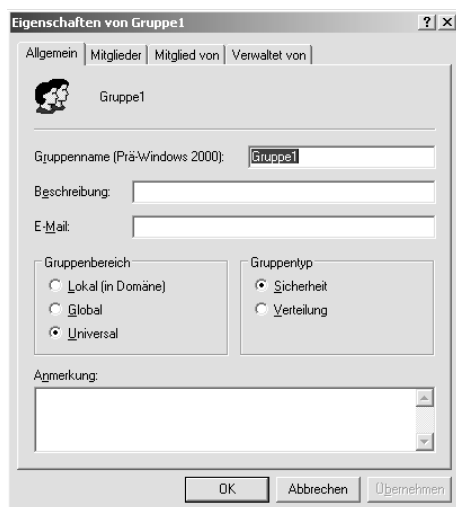 Eigenschaften von Gruppe1
Allgemein Mitglieder Mitglied von Verwaltet von
Gruppe1
Gruppenname (Prä-Windows 2000): Gruppe1
Beschreibung:
E-Mail:
Gruppenbereich Gruppentyp
Lokal (in Domäne) Sicherheit
Global Verteilung
Universal
Anmerkung:
OK Abbrechen Übernehmen